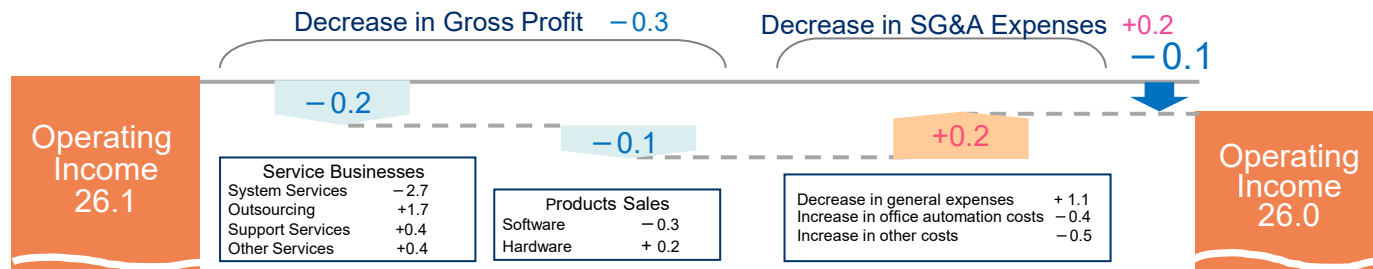 Decrease in Gross Profit －0.3
Decrease in SG&A Expenses +0.2
－0.1
Operating
Income
26.1
－0.2
－0.1
+0.2
Operating
Income
26.0
Service Businesses
System Services －2.7
Outsourcing +1.7
Support Services +0.4
Other Services +0.4
Products Sales
Software －0.3
Hardware + 0.2
Decrease in general expenses + 1.1
Increase in office automation costs －0.4
Increase in other costs －0.5